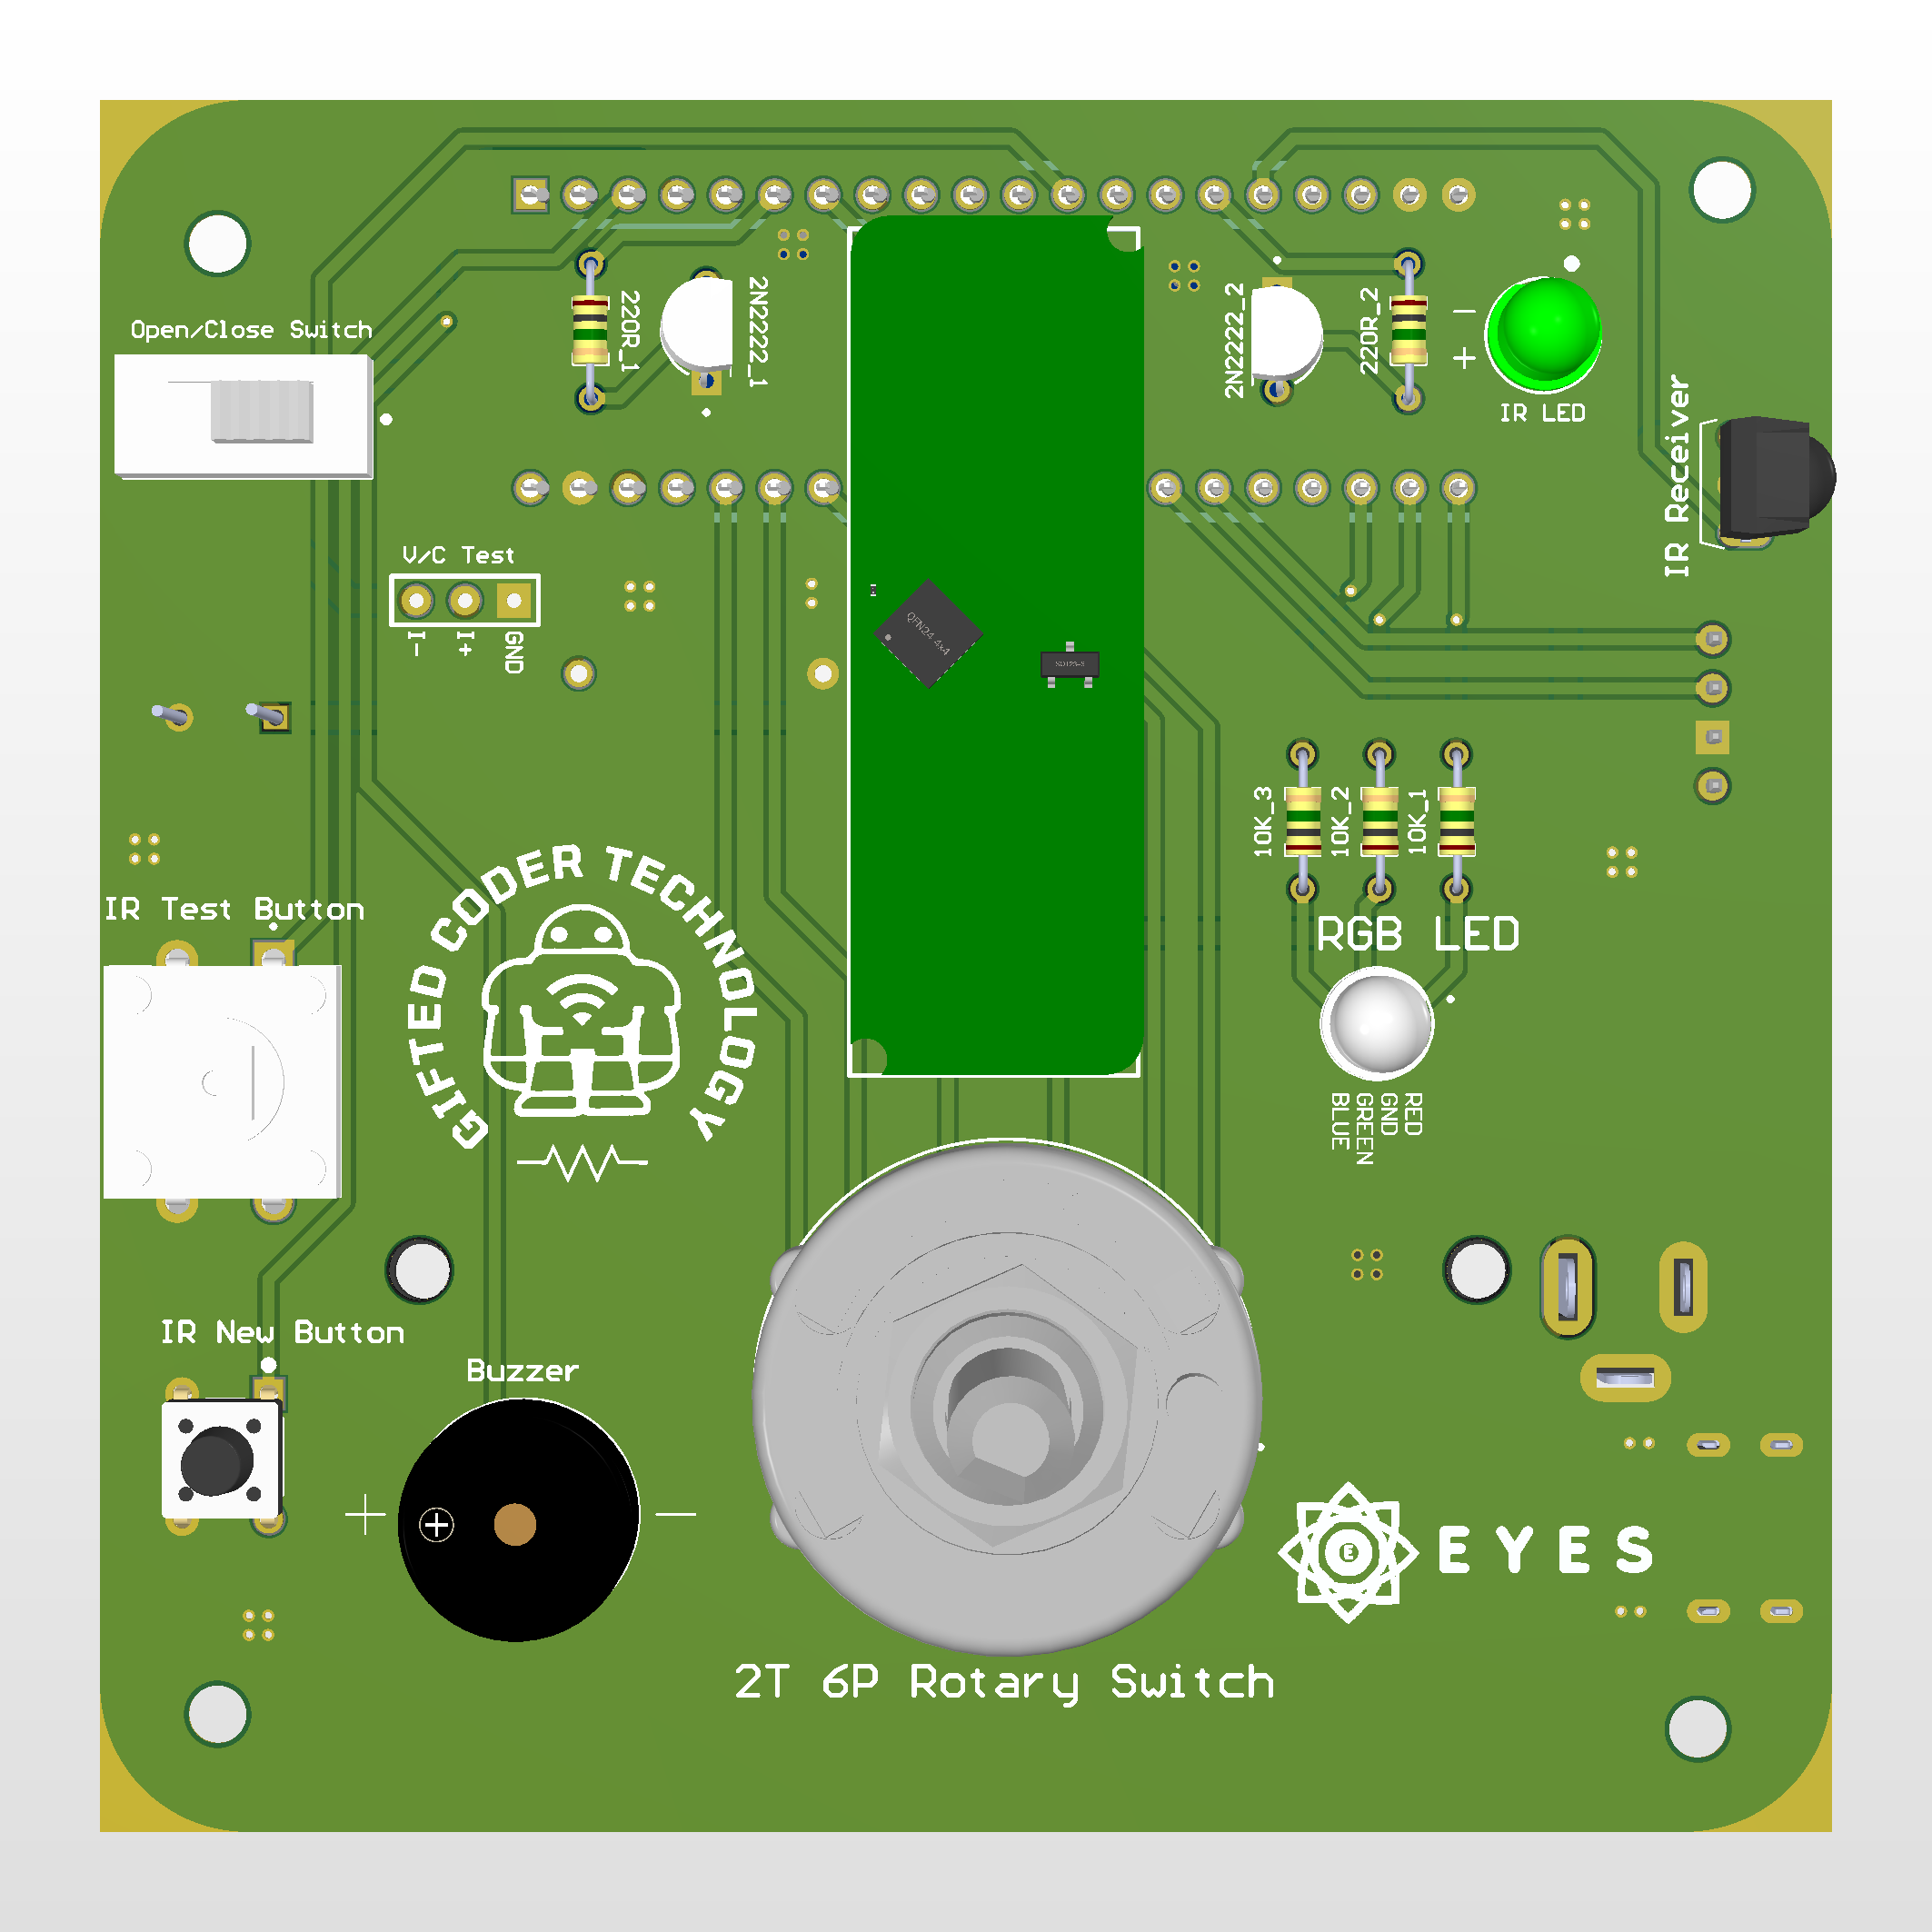 Open/Close Switch
220R_1
2N2222_1
2N2222_2
220R_2
-
+
IR LED
IR Receiver
V/C Test
I-
I+
GND
QFN24 4x4
10K_3
10K_2
10K_1
RGB LED
GIFTED CODER TECHNOLOGY
IR Test Button
BLUE
GREEN
GND
RED
IR New Button
Buzzer
+
+
-
E
EYES
2T 6P Rotary Switch